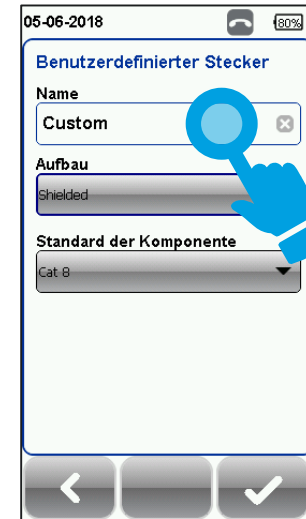 05-06-2018 80%
Benutzerdefinierter Stecker
Name
Custom
Aufbau
Shielded
Standard der Komponente
Cat 8